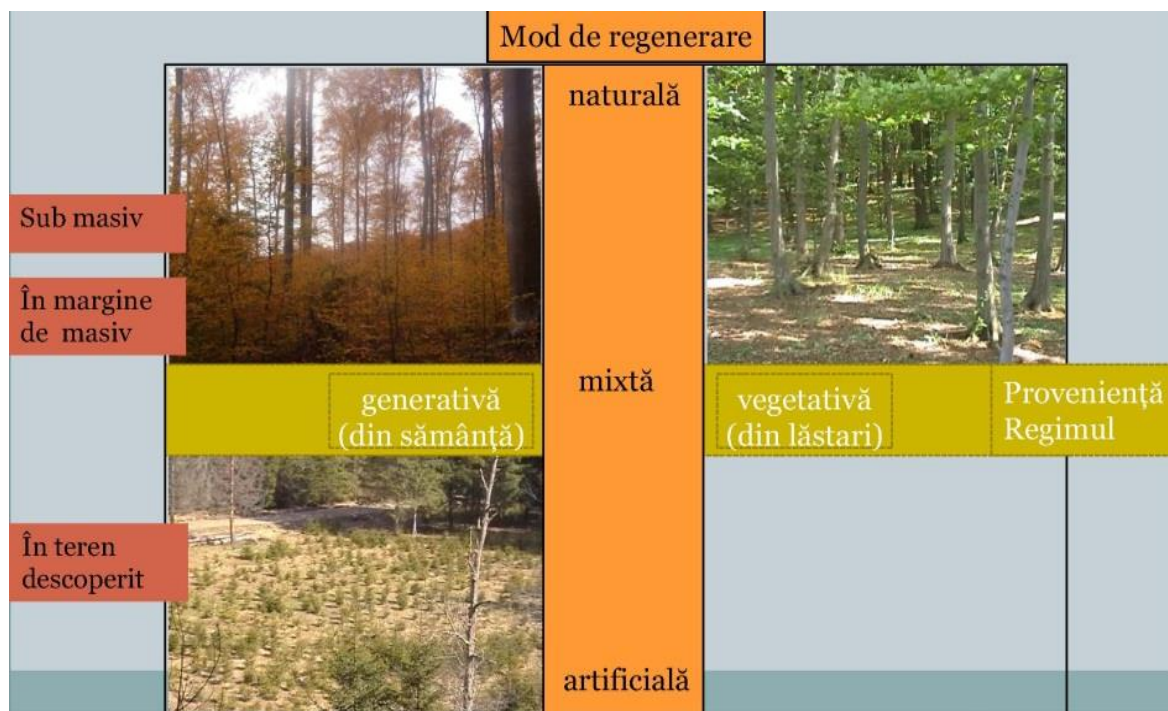 Mod de regenerare
naturală
Sub masiv
În margine
de masiv
mixtă
generativă
(din sămânță)
vegetativă
(din lăstari)
Proveniență
Regimul
În teren
descoperit
artificială